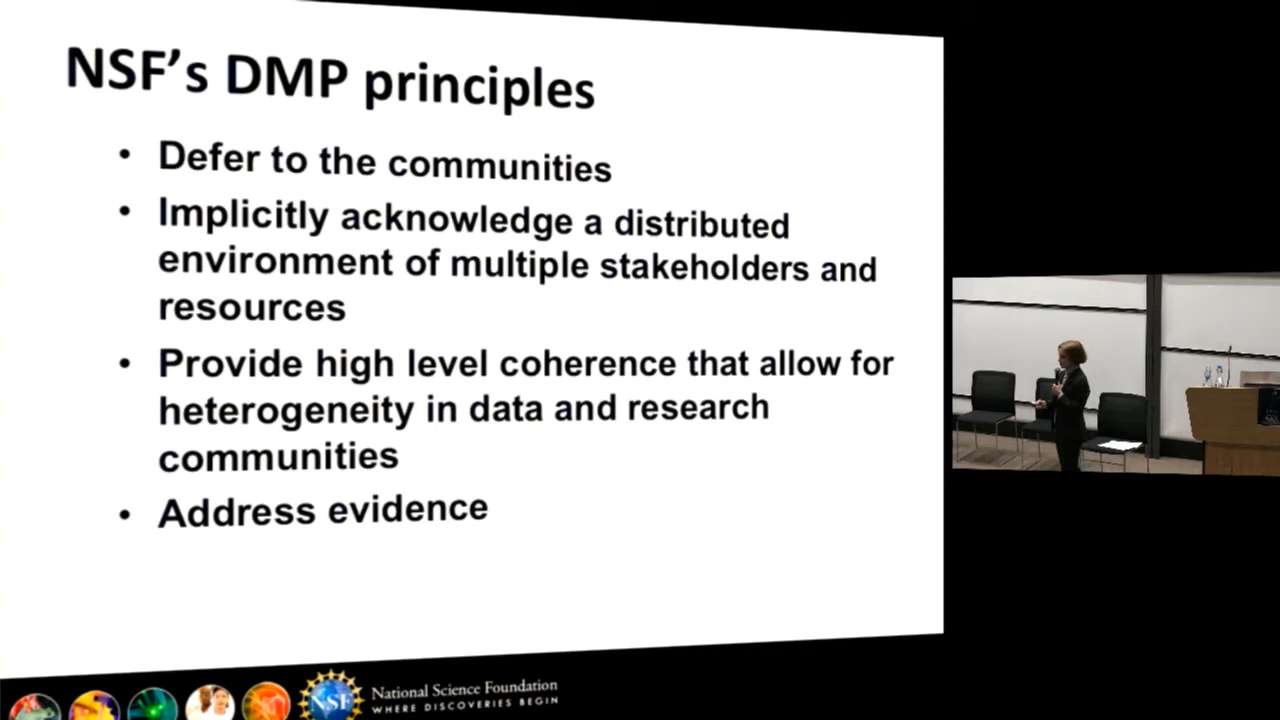 NSF's DMP principles
• Defer to the communities
• Implicitly acknowledge a distributed
environment of multiple stakeholders and
resources
• Provide high level coherence that allow for
heterogeneity in data and research
communities
• Address evidence
NSF
National Science Foundation
WHERE DISCOVERIES BEGIN